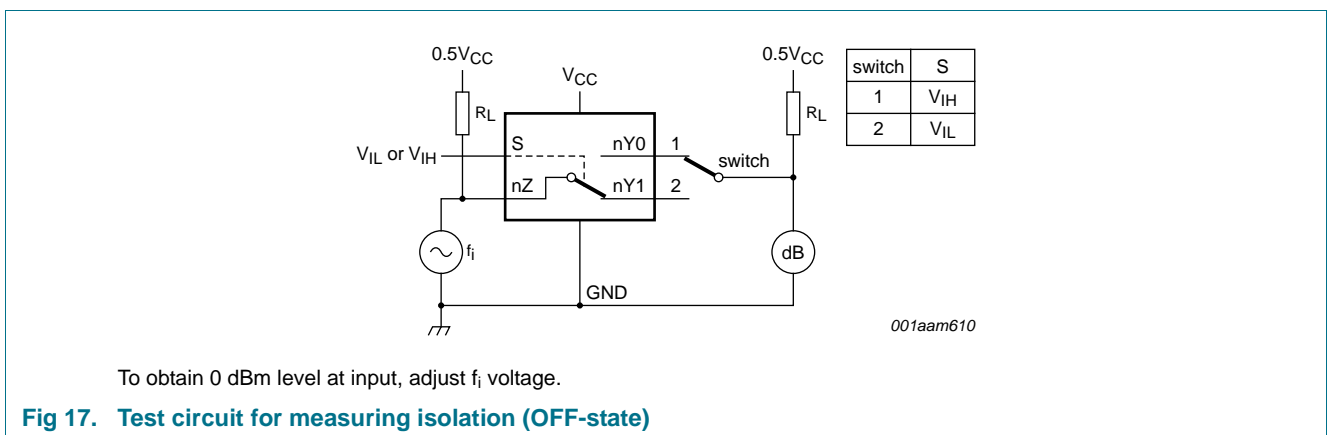 0.5VCC
0.5VCC
VCC
switch S
1 VIH
2 VIL
RL
RL
VIL or VIH
S
nY0
1
switch
nZ
nY1
2
fi
dB
GND
001aam610
To obtain 0 dBm level at input, adjust fi voltage.
Fig 17. Test circuit for measuring isolation (OFF-state)